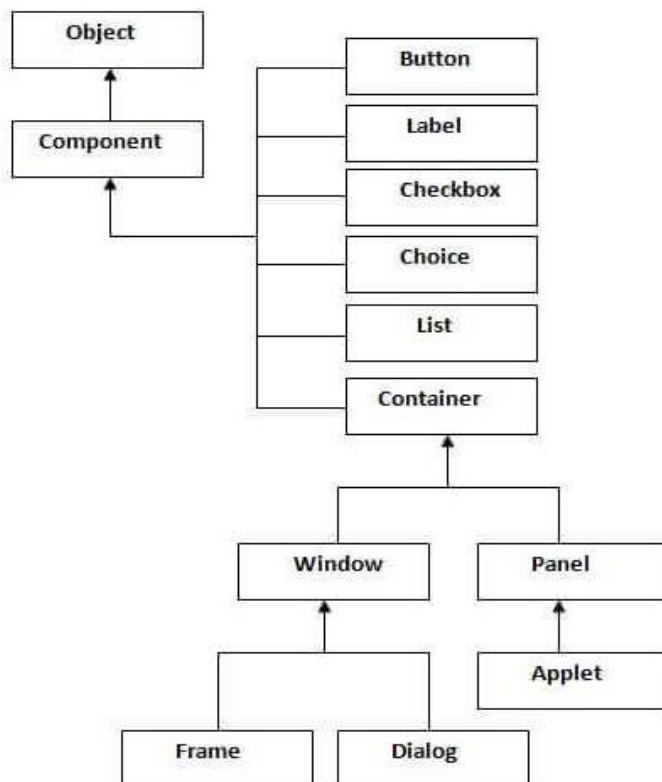 Object
Component
Button
Label
Checkbox
Choice
List
Container
Window
Panel
Applet
Frame
Dialog